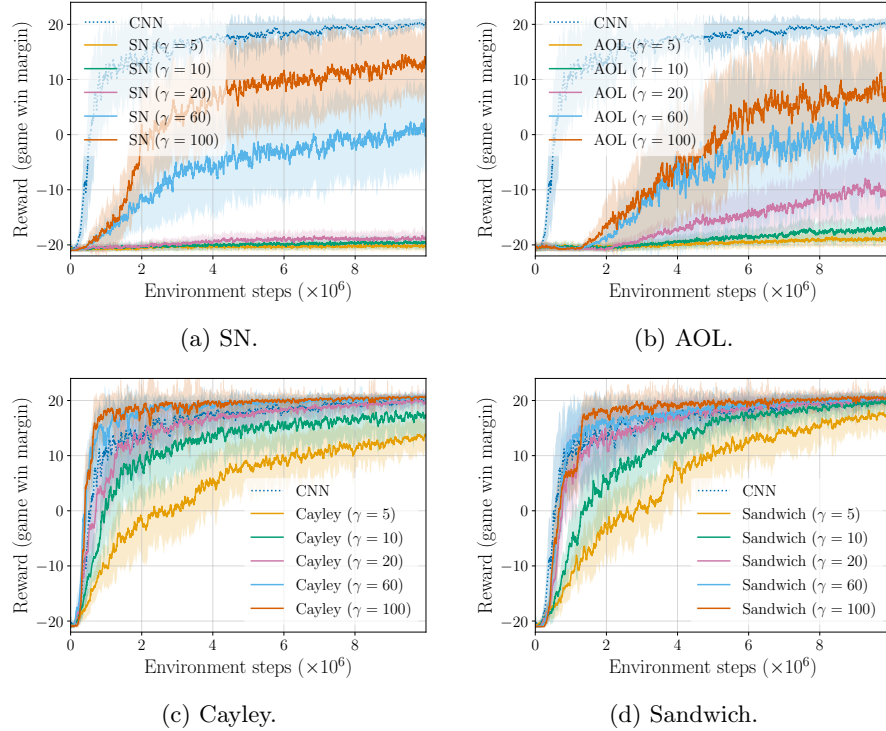 CNN
SN (γ = 5)
SN (γ = 10)
SN (γ = 20)
SN (γ = 60)
SN (γ = 100)
20
10
0
−10
−20
Reward (game win margin)
0
2
4
6
8
Environment steps (×10⁶)
(a) SN.
CNN
AOL (γ = 5)
AOL (γ = 10)
AOL (γ = 20)
AOL (γ = 60)
AOL (γ = 100)
20
10
0
−10
−20
Reward (game win margin)
0
2
4
6
8
Environment steps (×10⁶)
(b) AOL.
20
10
0
−10
−20
Reward (game win margin)
CNN
Cayley (γ = 5)
Cayley (γ = 10)
Cayley (γ = 20)
Cayley (γ = 60)
Cayley (γ = 100)
0
2
4
6
8
Environment steps (×10⁶)
(c) Cayley.
20
10
0
−10
−20
Reward (game win margin)
CNN
Sandwich (γ = 5)
Sandwich (γ = 10)
Sandwich (γ = 20)
Sandwich (γ = 60)
Sandwich (γ = 100)
0
2
4
6
8
Environment steps (×10⁶)
(d) Sandwich.